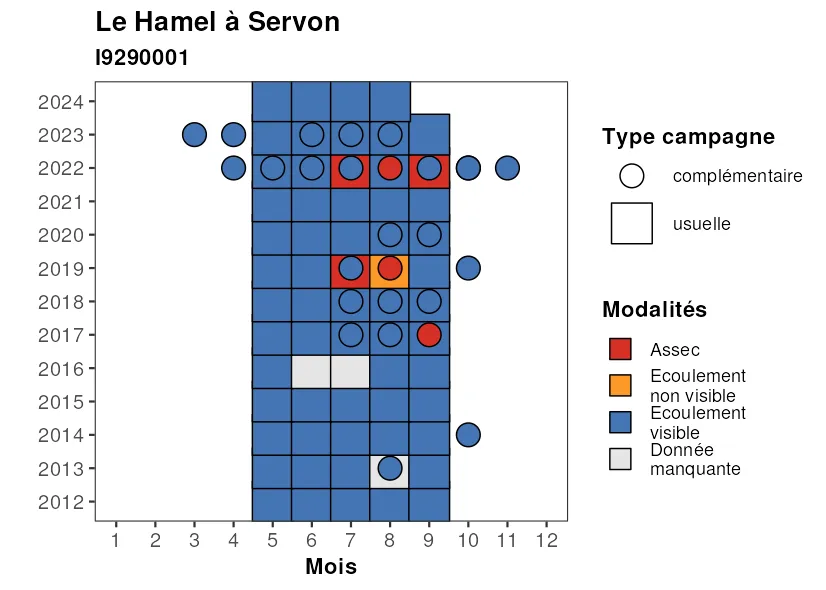 Le Hamel à Servon
I9290001
2024
2023
2022
2021
2020
2019
2018
2017
2016
2015
2014
2013
2012
1 2 3 4 5 6 7 8 9 10 11 12
Mois
Type campagne
complémentaire
usuelle
Modalités
Assec
Ecoulement
non visible
Ecoulement
visible
Donnée
manquante